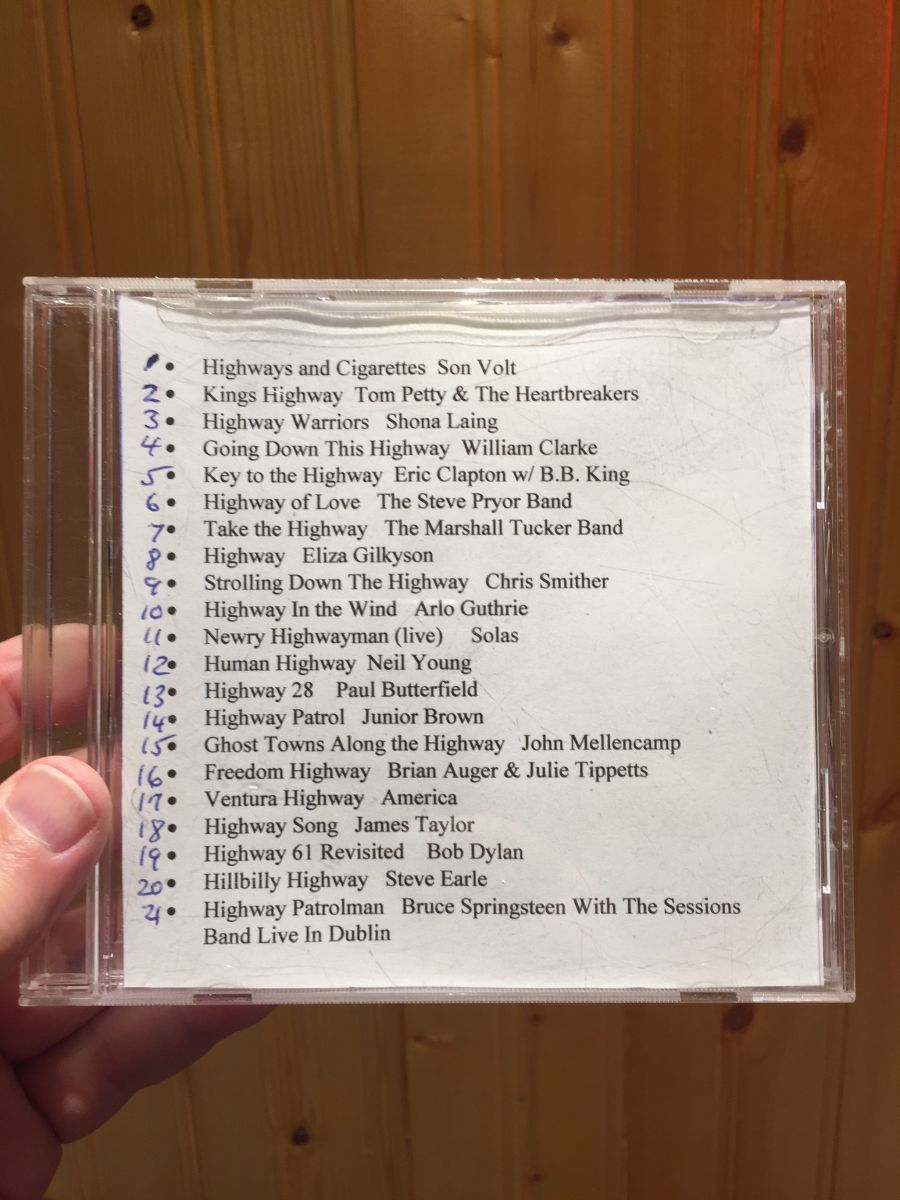 1 • Highways and Cigarettes Son Volt
2 • Kings Highway Tom Petty & The Heartbreakers
3 • Highway Warriors Shona Laing
4 • Going Down This Highway William Clarke
5 • Key to the Highway Eric Clapton w/ B.B. King
6 • Highway of Love The Steve Pryor Band
7 • Take the Highway The Marshall Tucker Band
8 • Highway Eliza Gilkyson
9 • Strolling Down The Highway Chris Smither
10 • Highway In the Wind Arlo Guthrie
11 • Newry Highwayman (live) Solas
12 • Human Highway Neil Young
13 • Highway 28 Paul Butterfield
14 • Highway Patrol Junior Brown
15 • Ghost Towns Along the Highway John Mellencamp
16 • Freedom Highway Brian Auger & Julie Tippetts
17 • Ventura Highway America
18 • Highway Song James Taylor
19 • Highway 61 Revisited Bob Dylan
20 • Hillbilly Highway Steve Earle
21 • Highway Patrolman Bruce Springsteen With The Sessions
Band Live In Dublin